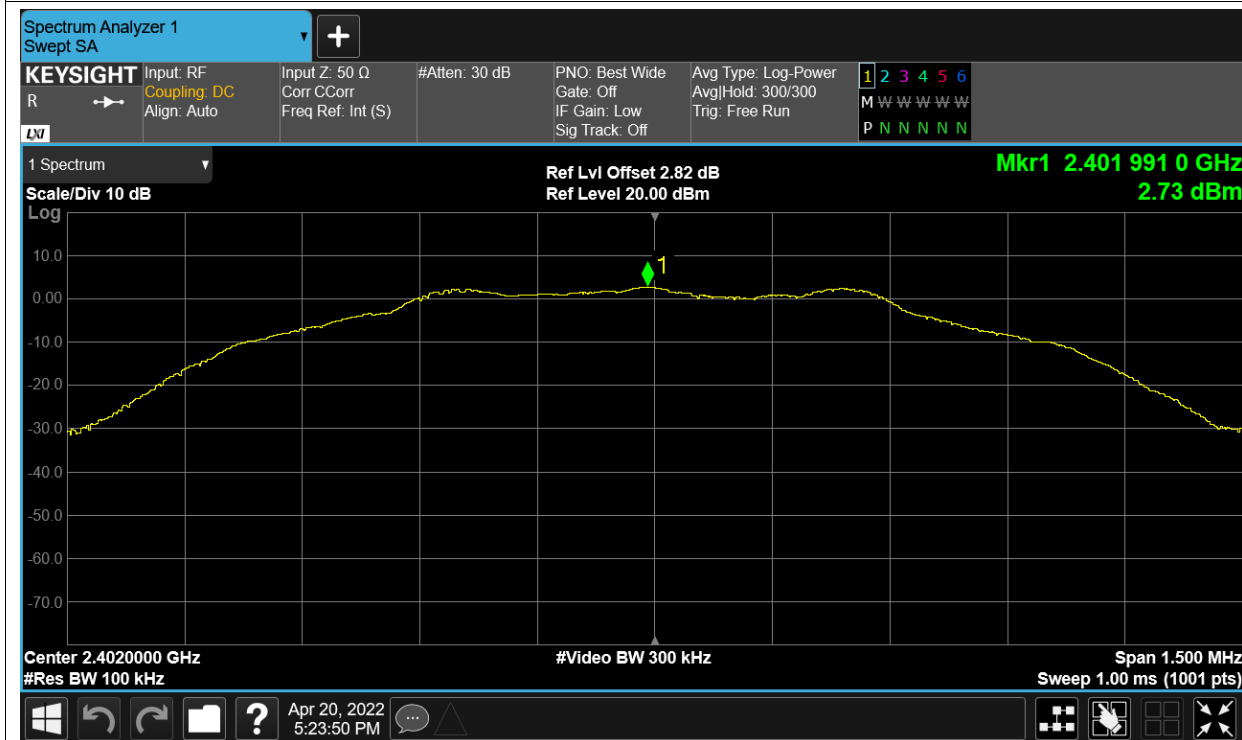 Spectrum Analyzer 1
Swept SA
KEYSIGHT
R
LXI
Input: RF
Coupling: DC
Align: Auto
Input Z: 50 Ω
Corr CCorr
Freq Ref: Int (S)
#Atten: 30 dB
PNO: Best Wide
Gate: Off
IF Gain: Low
Sig Track: Off
Avg Type: Log-Power
Avg|Hold: 300/300
Trig: Free Run
1 2 3 4 5 6
M W W W W W
P N N N N N
1 Spectrum
Scale/Div 10 dB
Ref Lvl Offset 2.82 dB
Ref Level 20.00 dBm
Mkr1 2.401 991 0 GHz
2.73 dBm
Log
10.0
0.00
-10.0
-20.0
-30.0
-40.0
-50.0
-60.0
-70.0
1
Center 2.4020000 GHz
#Res BW 100 kHz
#Video BW 300 kHz
Span 1.500 MHz
Sweep 1.00 ms (1001 pts)
?
Apr 20, 2022
5:23:50 PM